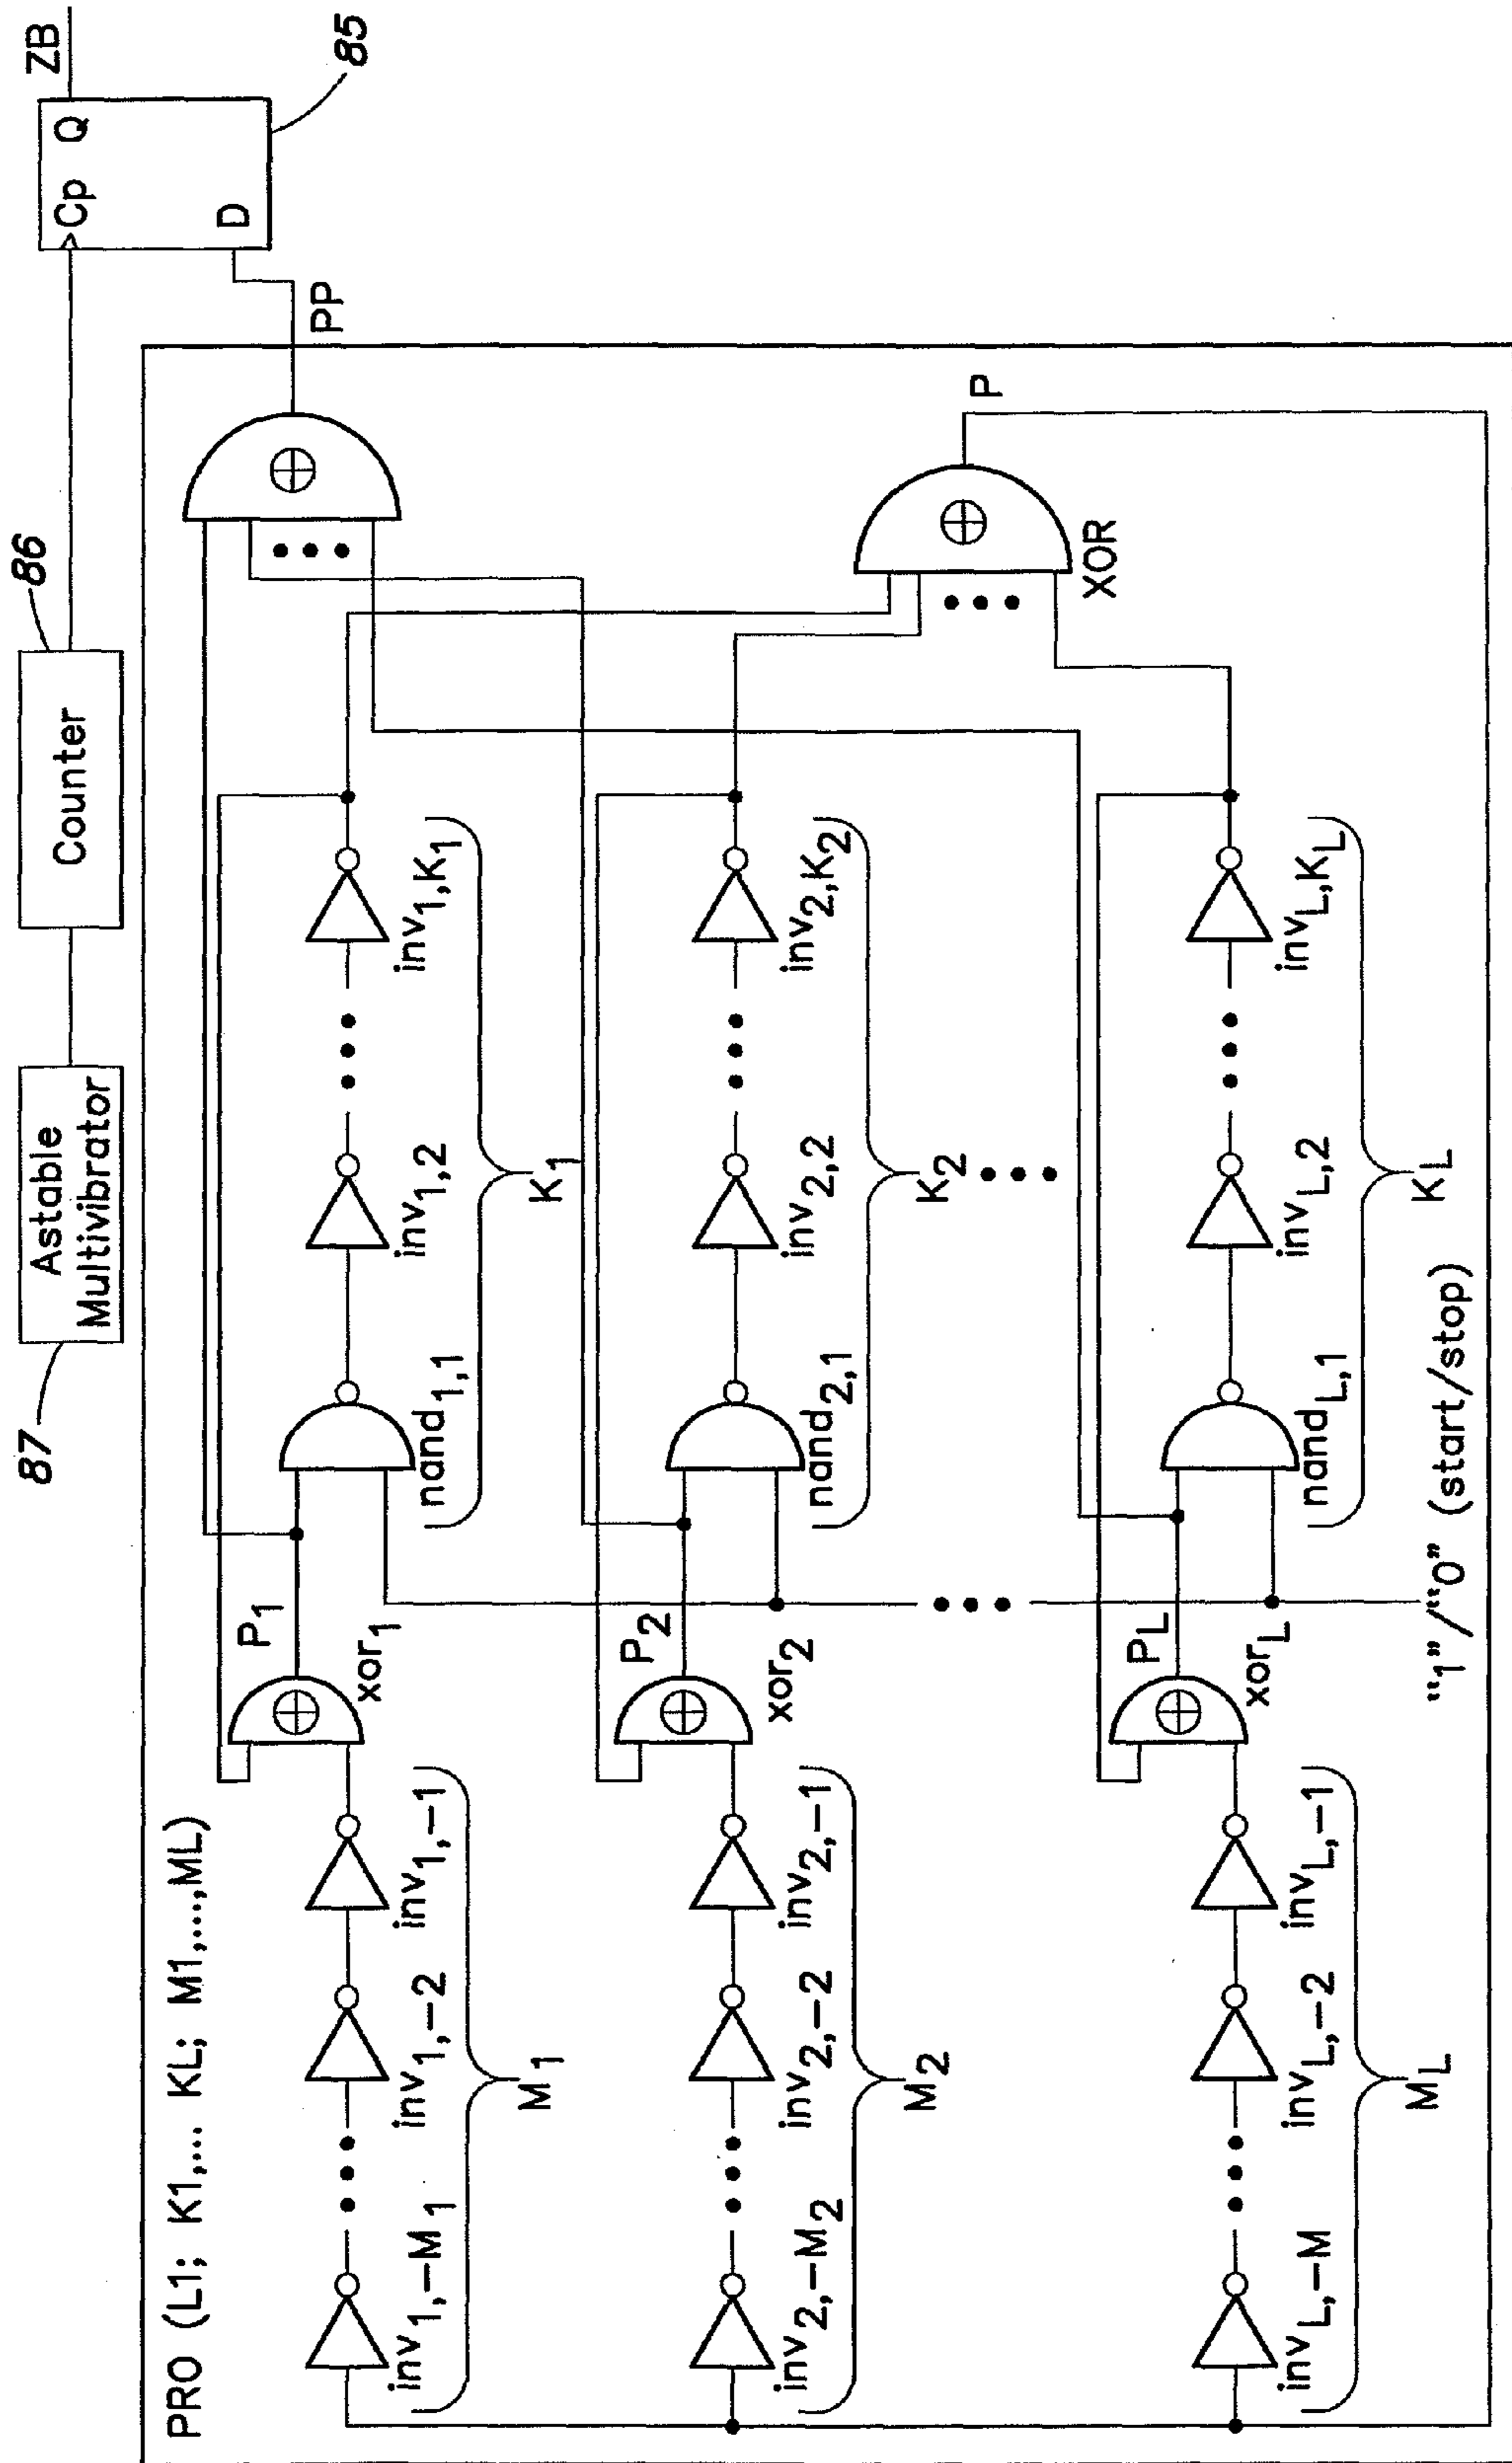 87
Astable
Multivibrator
86
Counter
Cp Q
D
ZB
85
PRO (L1; K1,... KL; M1,...,ML)
PP
P1
xor1
inv1,−M1
inv1,−2
inv1,−1
M1
nand1,1
inv1,2
inv1,K1
K1
P2
xor2
inv2,−M2
inv2,−2
inv2,−1
M2
nand2,1
inv2,2
inv2,K2
K2
P
XOR
PL
xorL
invL,−M
invL,−2
invL,−1
ML
nandL,1
invL,2
invL,KL
KL
“1”/“0” (start/stop)